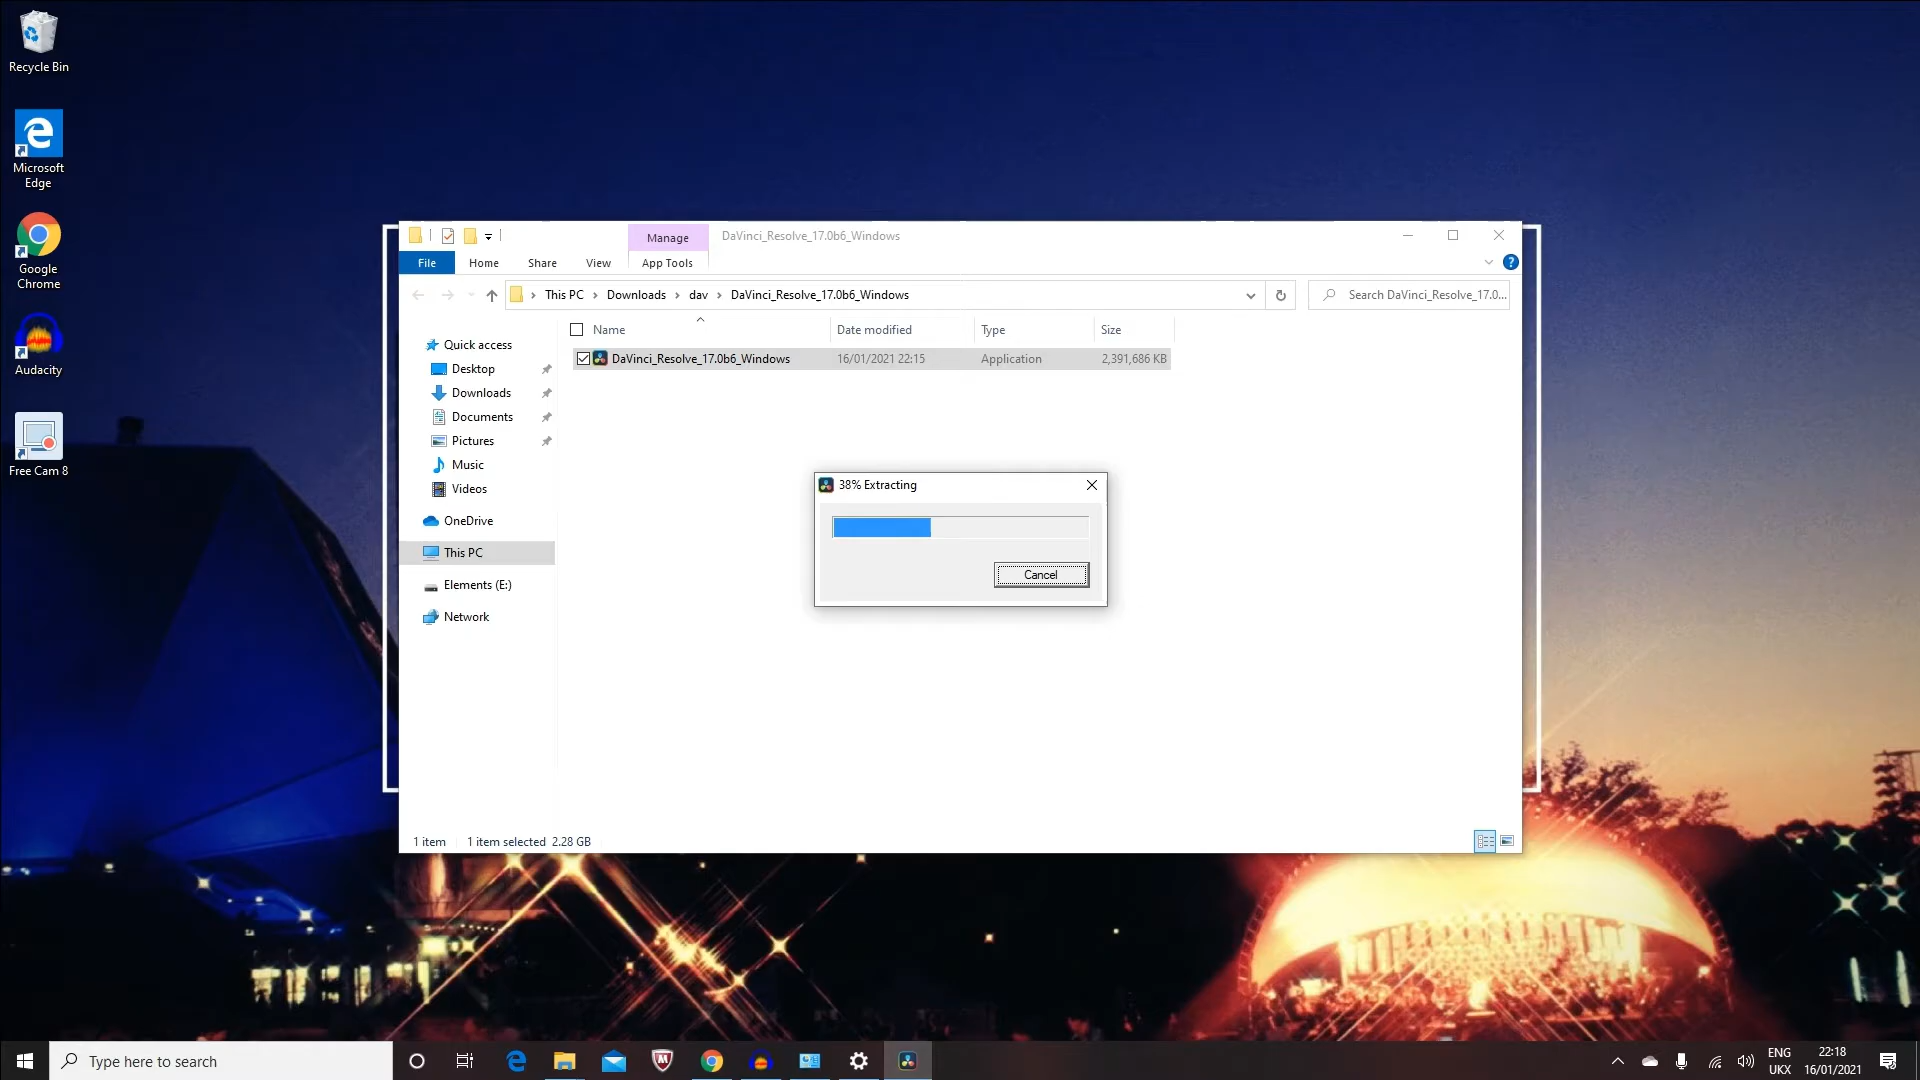 Recycle Bin
Microsoft
Edge
Google
Chrome
Audacity
Free Cam 8
Manage
DaVinci_Resolve_17.0b6_Windows
File
Home
Share
View
App Tools
This PC
Downloads
dav
DaVinci_Resolve_17.0b6_Windows
Search DaVinci_Resolve_17.0...
Name
Date modified
Type
Size
DaVinci_Resolve_17.0b6_Windows
16/01/2021 22:15
Application
2,391,686 KB
Quick access
Desktop
Downloads
Documents
Pictures
Music
Videos
OneDrive
This PC
Elements (E:)
Network
38% Extracting
Cancel
1 item
1 item selected 2.28 GB
Type here to search
ENG
UKX
22:18
16/01/2021